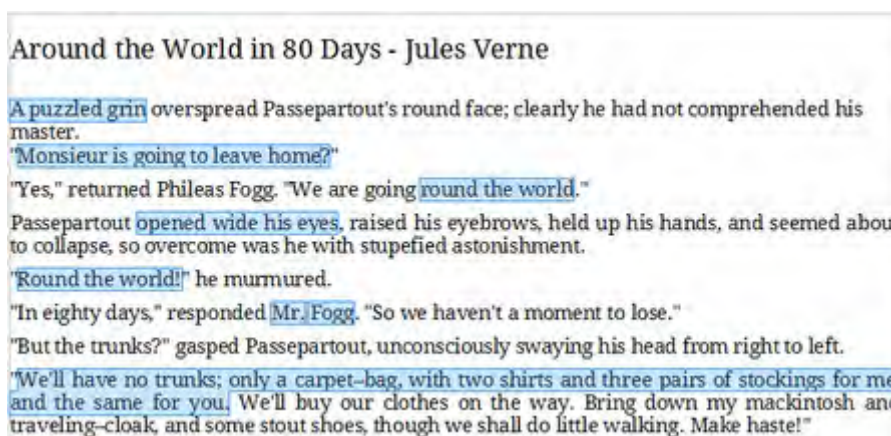 Around the World in 80 Days - Jules Verne
A puzzled grin overspread Passepartout's round face; clearly he had not comprehended his
master.
"Monsieur is going to leave home?"
"Yes," returned Phileas Fogg. "We are going round the world."
Passepartout opened wide his eyes, raised his eyebrows, held up his hands, and seemed abou
to collapse, so overcome was he with stupefied astonishment.
"Round the world!" he murmured.
"In eighty days," responded Mr. Fogg. "So we haven't a moment to lose."
"But the trunks?" gasped Passepartout, unconsciously swaying his head from right to left.
"We'll have no trunks; only a carpet–bag, with two shirts and three pairs of stockings for me
and the same for you. We'll buy our clothes on the way. Bring down my mackintosh an
traveling–cloak, and some stout shoes, though we shall do little walking. Make haste!"